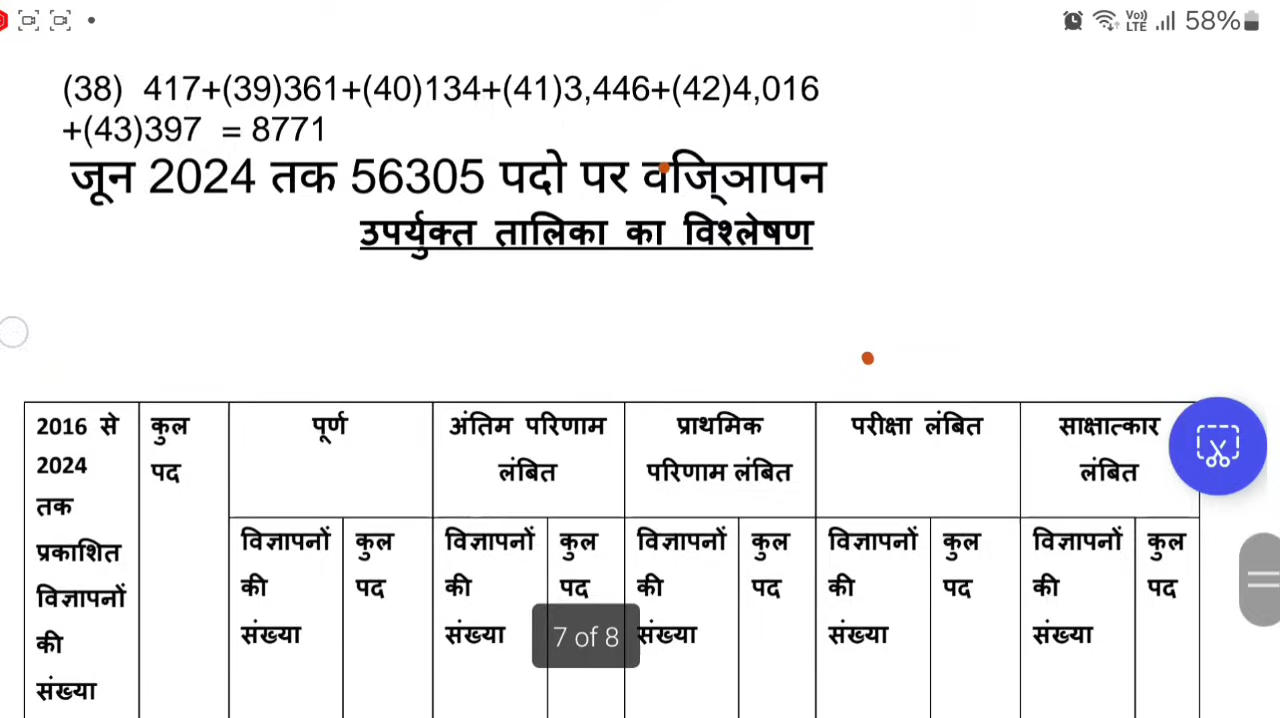 Vo))
LTE
58%
(38) 417+(39)361+(40)134+(41)3,446+(42)4,016
+(43)397 = 8771
जून 2024 तक 56305 पदो पर वजि्ञापन
उपर्युक्त तालिका का विश्लेषण
2016 से
2024
तक
प्रकाशित
विज्ञापनों
की
संख्या
कुल
पद
पूर्ण
अंतिम परिणाम
लंबित
प्राथमिक
परिणाम लंबित
परीक्षा लंबित
साक्षात्कार
लंबित
विज्ञापनों
की
संख्या
कुल
पद
विज्ञापनों
की
संख्या
कुल
पद
विज्ञापनों
की
संख्या
कुल
पद
विज्ञापनों
की
संख्या
कुल
पद
विज्ञापनों
की
संख्या
कुल
पद
7 of 8